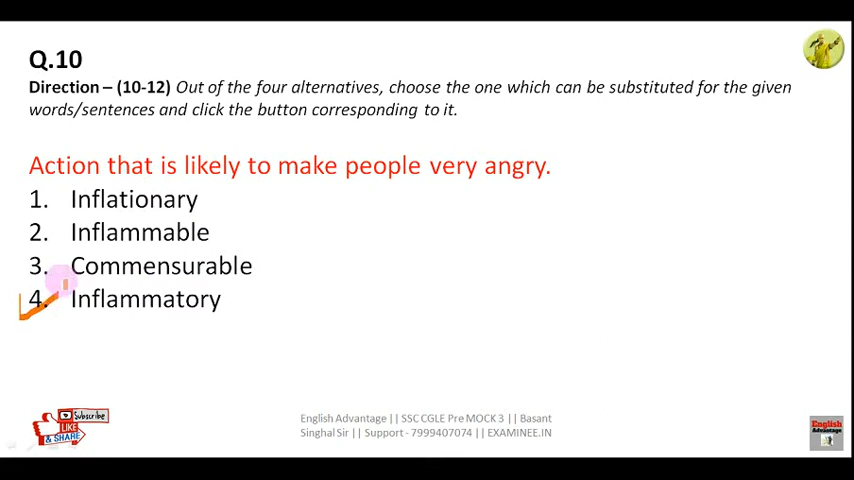 Q.10
Direction – (10-12) Out of the four alternatives, choose the one which can be substituted for the given
words/sentences and click the button corresponding to it.
Action that is likely to make people very angry.
1. Inflationary
2. Inflammable
3. Commensurable
4. Inflammatory
Subscribe
LIKE
& SHARE
English Advantage || SSC CGLE Pre MOCK 3 || Basant
Singhal Sir || Support - 7999407074 || EXAMINEE.IN
English
Advantage